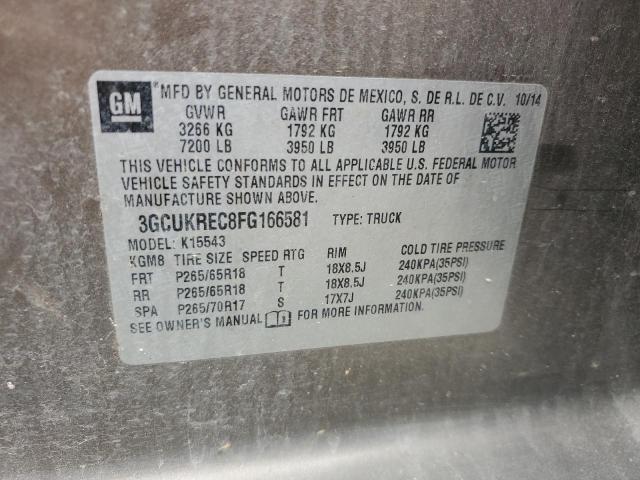 GM
MFD BY GENERAL MOTORS DE MEXICO, S. DE R.L. DE C.V. 10/14
GVWR GAWR FRT GAWR RR
3266 KG 1792 KG 1792 KG
7200 LB 3950 LB 3950 LB
THIS VEHICLE CONFORMS TO ALL APPLICABLE U.S. FEDERAL MOTOR
VEHICLE SAFETY STANDARDS IN EFFECT ON THE DATE OF
MANUFACTURE SHOWN ABOVE.
3GCUKREC8FG166581 TYPE: TRUCK
MODEL: K15543
KGM8 TIRE SIZE SPEED RTG RIM COLD TIRE PRESSURE
FRT P265/65R18 T 18X8.5J 240KPA(35PSI)
RR P265/65R18 T 18X8.5J 240KPA(35PSI)
SPA P265/70R17 S 17X7J 240KPA(35PSI)
SEE OWNER'S MANUAL FOR MORE INFORMATION.